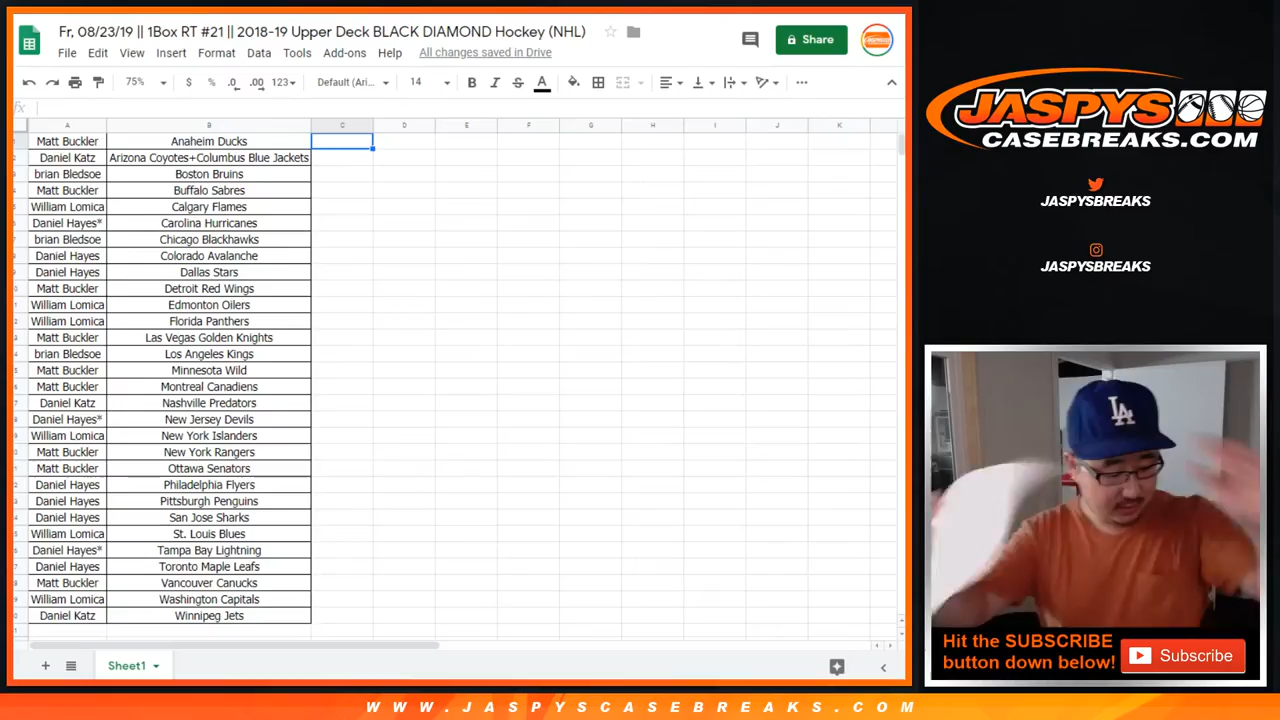 Fr, 08/23/19 || 1Box RT #21 || 2018-19 Upper Deck BLACK DIAMOND Hockey (NHL)
File Edit View Insert Format Data Tools Add-ons Help All changes saved in Drive
Share
75% $ % .0 .00 123 Default (Ari... 14 B I S A
fx
A B C D E F G H I J K
Matt Buckler Anaheim Ducks
Daniel Katz Arizona Coyotes+Columbus Blue Jackets
brian Bledsoe Boston Bruins
Matt Buckler Buffalo Sabres
William Lomica Calgary Flames
Daniel Hayes* Carolina Hurricanes
brian Bledsoe Chicago Blackhawks
Daniel Hayes Colorado Avalanche
Daniel Hayes Dallas Stars
Matt Buckler Detroit Red Wings
William Lomica Edmonton Oilers
William Lomica Florida Panthers
Matt Buckler Las Vegas Golden Knights
brian Bledsoe Los Angeles Kings
Matt Buckler Minnesota Wild
Matt Buckler Montreal Canadiens
Daniel Katz Nashville Predators
Daniel Hayes* New Jersey Devils
William Lomica New York Islanders
Matt Buckler New York Rangers
Matt Buckler Ottawa Senators
Daniel Hayes Philadelphia Flyers
Daniel Hayes Pittsburgh Penguins
Daniel Hayes San Jose Sharks
William Lomica St. Louis Blues
Daniel Hayes* Tampa Bay Lightning
Daniel Hayes Toronto Maple Leafs
Matt Buckler Vancouver Canucks
William Lomica Washington Capitals
Daniel Katz Winnipeg Jets
Sheet1
JASPYS
CASEBREAKS.COM
JASPYSBREAKS
JASPYSBREAKS
LA
Hit the SUBSCRIBE
button down below!
Subscribe
WWW.JASPYSCASEBREAKS.COM